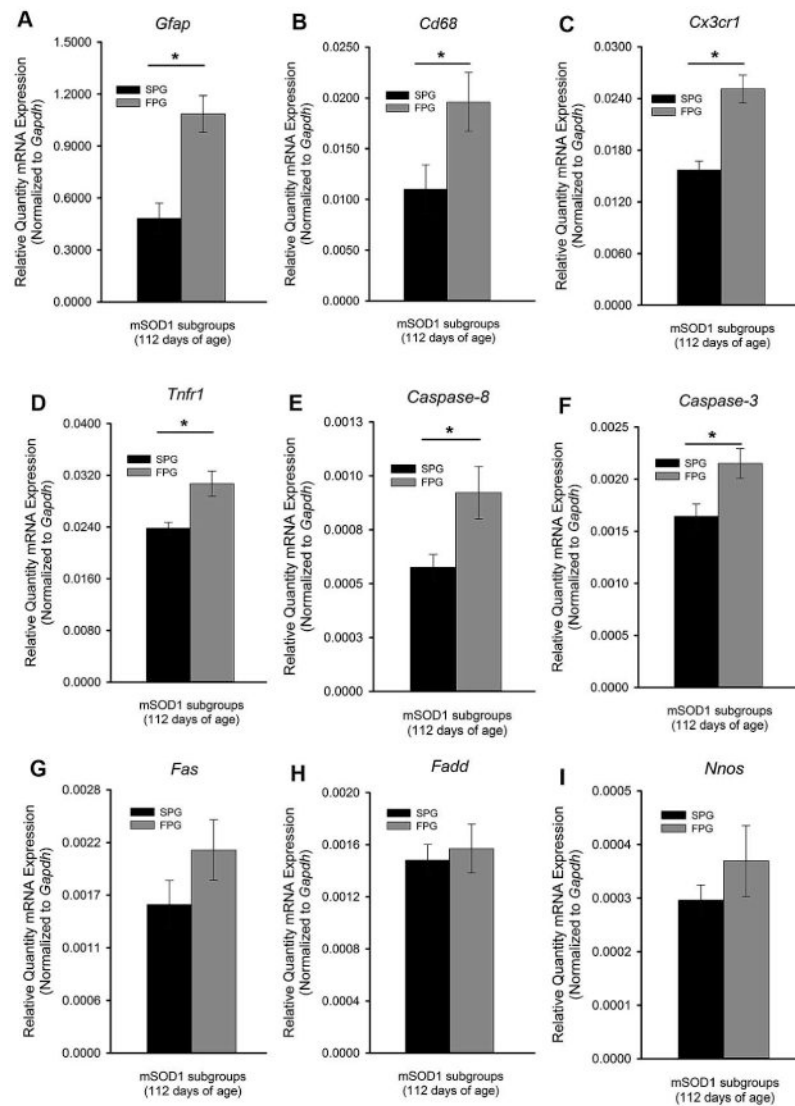 A
Gfap
Relative Quantity mRNA Expression
(Normalized to Gapdh)
1.5000
1.2000
0.9000
0.6000
0.3000
0.0000
*
SPG
FPG
mSOD1 subgroups
(112 days of age)
B
Cd68
Relative Quantity mRNA Expression
(Normalized to Gapdh)
0.0250
0.0200
0.0150
0.0100
0.0050
0.0000
*
SPG
FPG
mSOD1 subgroups
(112 days of age)
C
Cx3cr1
Relative Quantity mRNA Expression
(Normalized to Gapdh)
0.0300
0.0240
0.0180
0.0120
0.0060
0.0000
*
SPG
FPG
mSOD1 subgroups
(112 days of age)
D
Tnfr1
Relative Quantity mRNA Expression
(Normalized to Gapdh)
0.0400
0.0320
0.0240
0.0160
0.0080
0.0000
*
SPG
FPG
mSOD1 subgroups
(112 days of age)
E
Caspase-8
Relative Quantity mRNA Expression
(Normalized to Gapdh)
0.0013
0.0010
0.0008
0.0005
0.0003
0.0000
*
SPG
FPG
mSOD1 subgroups
(112 days of age)
F
Caspase-3
Relative Quantity mRNA Expression
(Normalized to Gapdh)
0.0025
0.0020
0.0015
0.0010
0.0005
0.0000
*
SPG
FPG
mSOD1 subgroups
(112 days of age)
G
Fas
Relative Quantity mRNA Expression
(Normalized to Gapdh)
0.0028
0.0022
0.0017
0.0011
0.0006
0.0000
SPG
FPG
mSOD1 subgroups
(112 days of age)
H
Fadd
Relative Quantity mRNA Expression
(Normalized to Gapdh)
0.0020
0.0016
0.0012
0.0008
0.0004
0.0000
SPG
FPG
mSOD1 subgroups
(112 days of age)
I
Nnos
Relative Quantity mRNA Expression
(Normalized to Gapdh)
0.0005
0.0004
0.0003
0.0002
0.0001
0.0000
SPG
FPG
mSOD1 subgroups
(112 days of age)